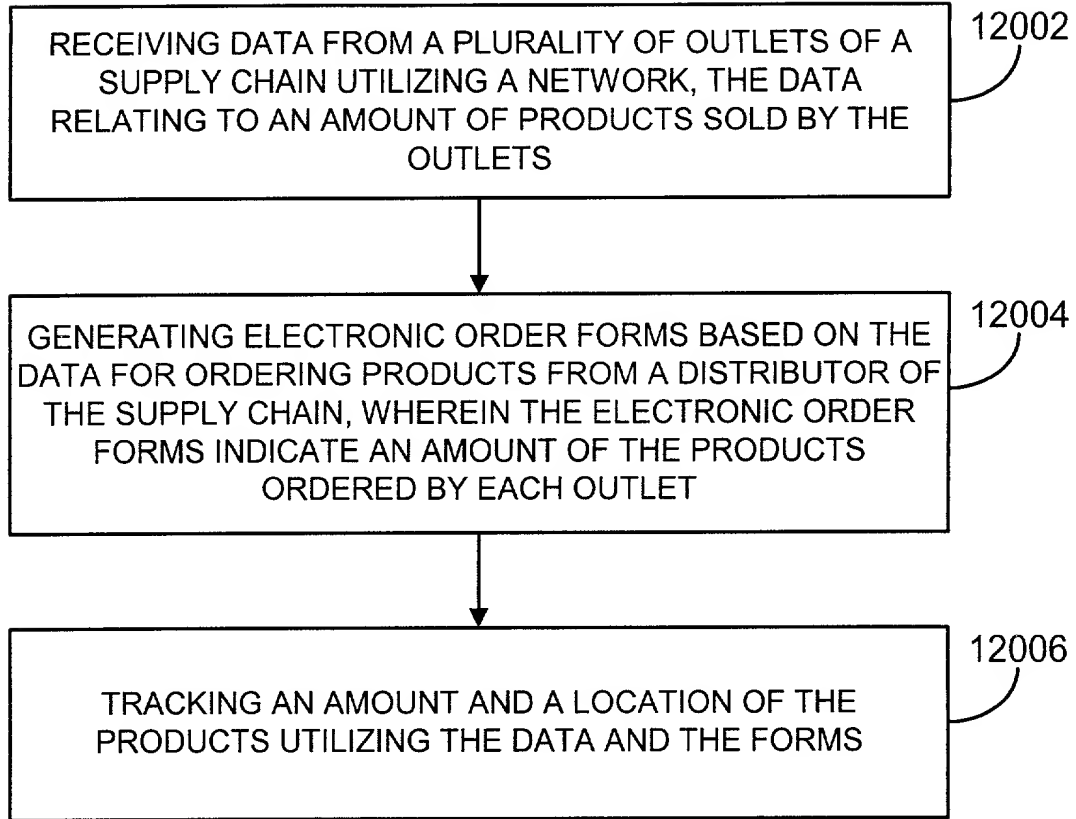 RECEIVING DATA FROM A PLURALITY OF OUTLETS OF A
SUPPLY CHAIN UTILIZING A NETWORK, THE DATA
RELATING TO AN AMOUNT OF PRODUCTS SOLD BY THE
OUTLETS
12002
GENERATING ELECTRONIC ORDER FORMS BASED ON THE
DATA FOR ORDERING PRODUCTS FROM A DISTRIBUTOR OF
THE SUPPLY CHAIN, WHEREIN THE ELECTRONIC ORDER
FORMS INDICATE AN AMOUNT OF THE PRODUCTS
ORDERED BY EACH OUTLET
12004
TRACKING AN AMOUNT AND A LOCATION OF THE
PRODUCTS UTILIZING THE DATA AND THE FORMS
12006